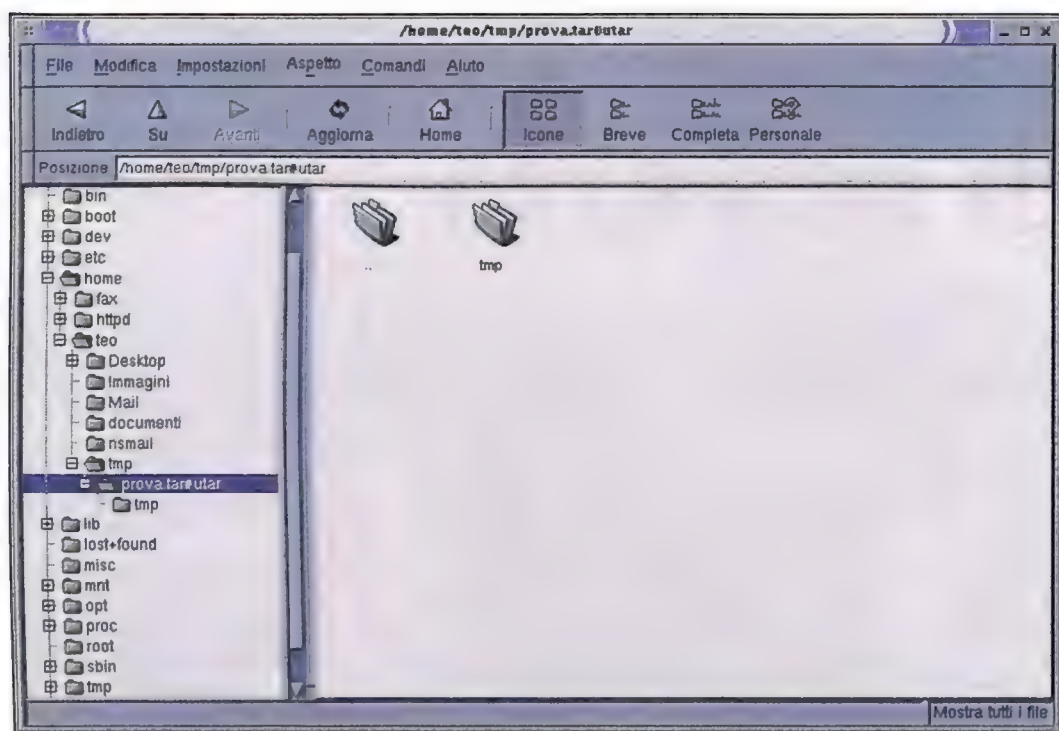 /home/teo/tmp/prova.tar#utar
File Modifica Impostazioni Aspetto Comandi Aiuto
Indietro Su Avanti Aggiorna Home Icone Breve Completa Personale
Posizione /home/teo/tmp/prova.tar#utar
bin
boot
dev
etc
home
fax
httpd
teo
Desktop
Immagini
Mail
documenti
nsmail
tmp
prova.tar#utar
tmp
lib
lost+found
misc
mnt
opt
proc
root
sbin
tmp
..
tmp
Mostra tutti i file